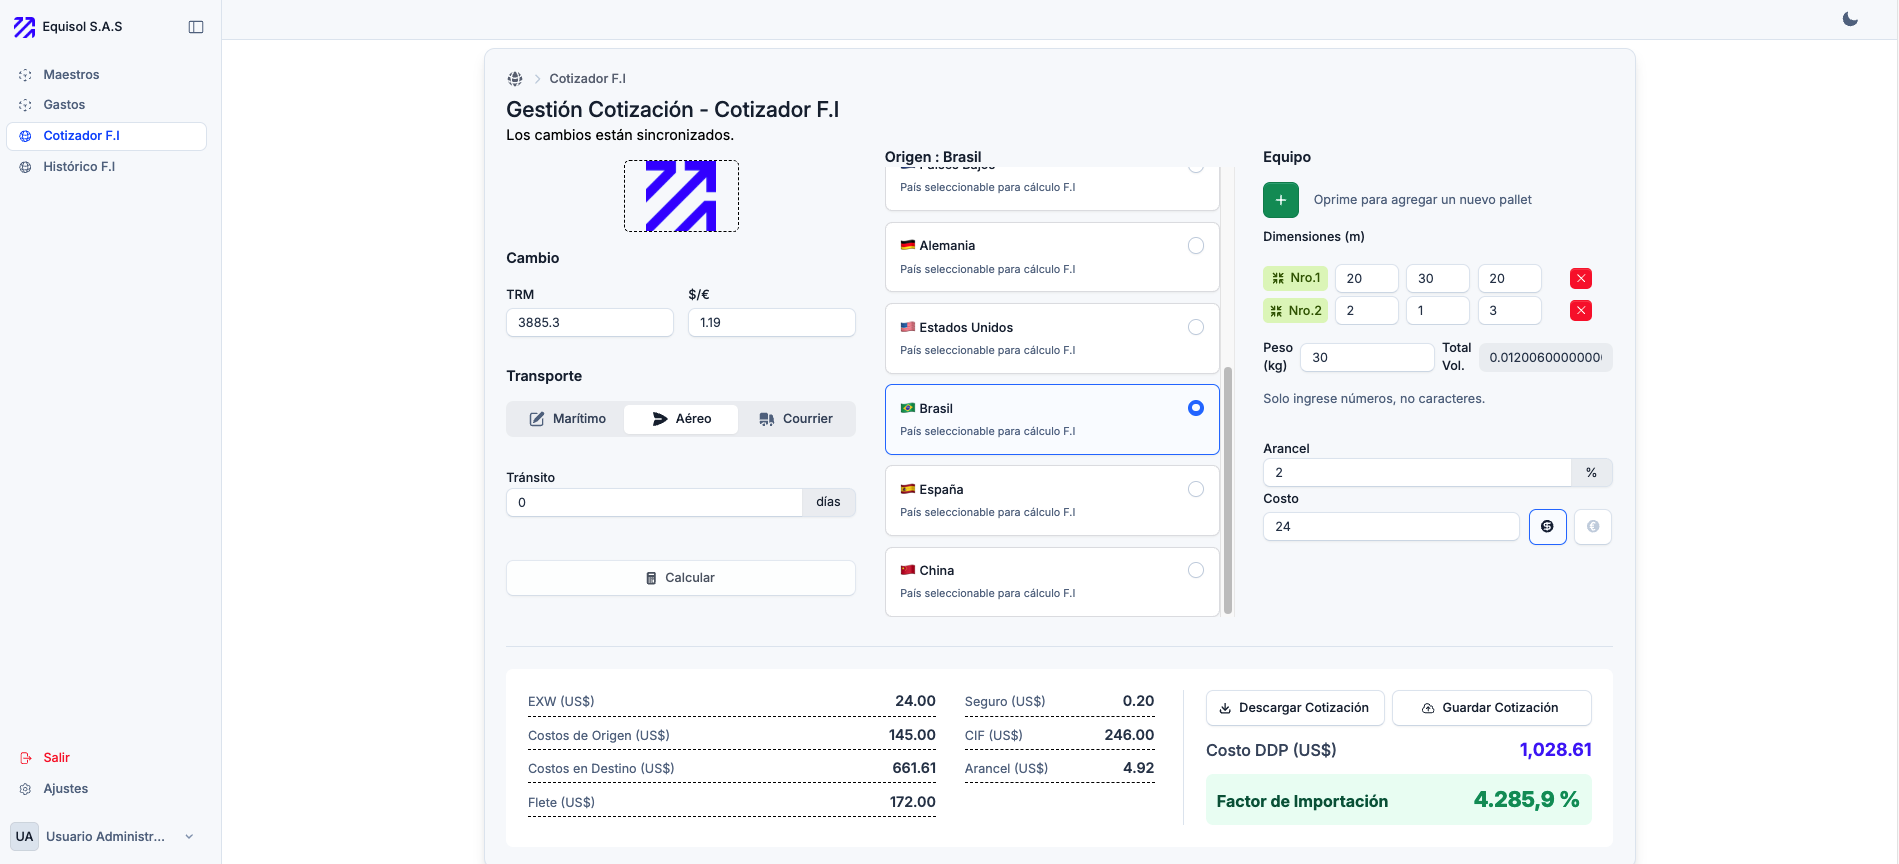 Equisol S.A.S
Maestros
Gastos
Cotizador F.I
Histórico F.I
Salir
Ajustes
UA Usuario Administr...
Cotizador F.I
Gestión Cotización - Cotizador F.I
Los cambios están sincronizados.
Cambio
TRM
$/€
3885.3
1.19
Transporte
Marítimo
Aéreo
Courrier
Tránsito
0
días
Calcular
Origen : Brasil
País seleccionable para cálculo F.I
Alemania
País seleccionable para cálculo F.I
Estados Unidos
País seleccionable para cálculo F.I
Brasil
País seleccionable para cálculo F.I
España
País seleccionable para cálculo F.I
China
País seleccionable para cálculo F.I
Equipo
Oprime para agregar un nuevo pallet
Dimensiones (m)
Nro.1 20 30 20
Nro.2 2 1 3
Peso (kg) 30
Total Vol. 0.0120060000000
Solo ingrese números, no caracteres.
Arancel
2 %
Costo
24
EXW (US$) 24.00
Costos de Origen (US$) 145.00
Costos en Destino (US$) 661.61
Flete (US$) 172.00
Seguro (US$) 0.20
CIF (US$) 246.00
Arancel (US$) 4.92
Descargar Cotización
Guardar Cotización
Costo DDP (US$) 1,028.61
Factor de Importación 4.285,9 %